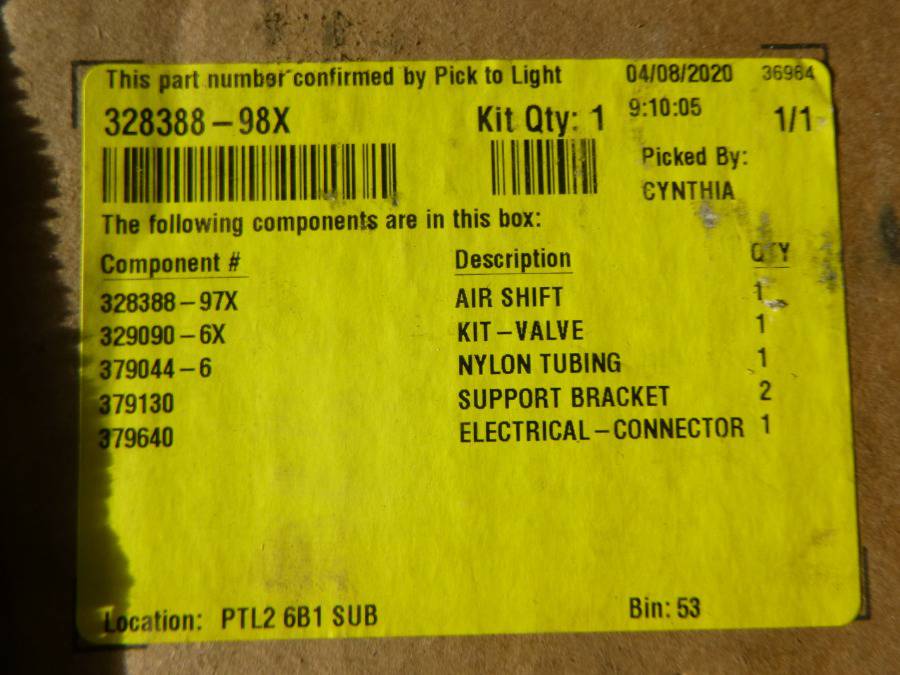 This part number confirmed by Pick to Light 04/08/2020 36984
328388-98X Kit Qty: 1 9:10:05 1/1
Picked By:
CYNTHIA
The following components are in this box:
Component # Description QTY
328388-97X AIR SHIFT 1
329090-6X KIT-VALVE 1
379044-6 NYLON TUBING 1
379130 SUPPORT BRACKET 2
379640 ELECTRICAL-CONNECTOR 1
Location: PTL2 6B1 SUB Bin: 53